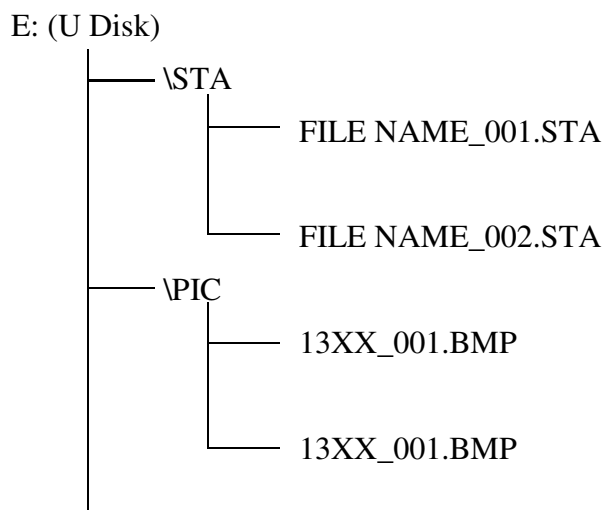 E: (U Disk)
\STA
FILE NAME_001.STA
FILE NAME_002.STA
\PIC
13XX_001.BMP
13XX_001.BMP